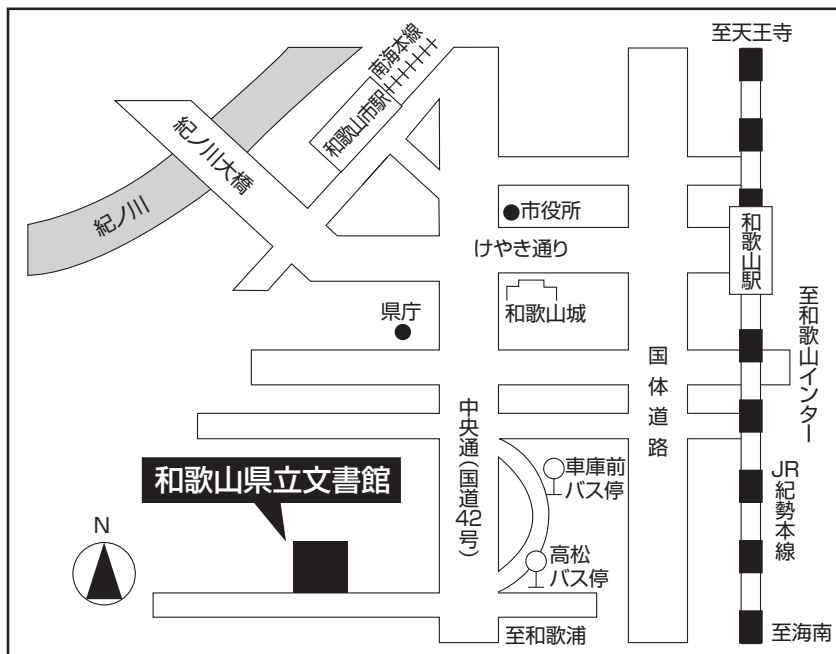 至天王寺
南海本線
和歌山市駅
紀ノ川大橋
紀ノ川
市役所
けやき通り
和歌山駅
県庁
和歌山城
至和歌山インター
国体道路
中央通(国道42号)
車庫前
バス停
和歌山県立文書館
JR紀勢本線
N
高松
バス停
至和歌浦
至海南